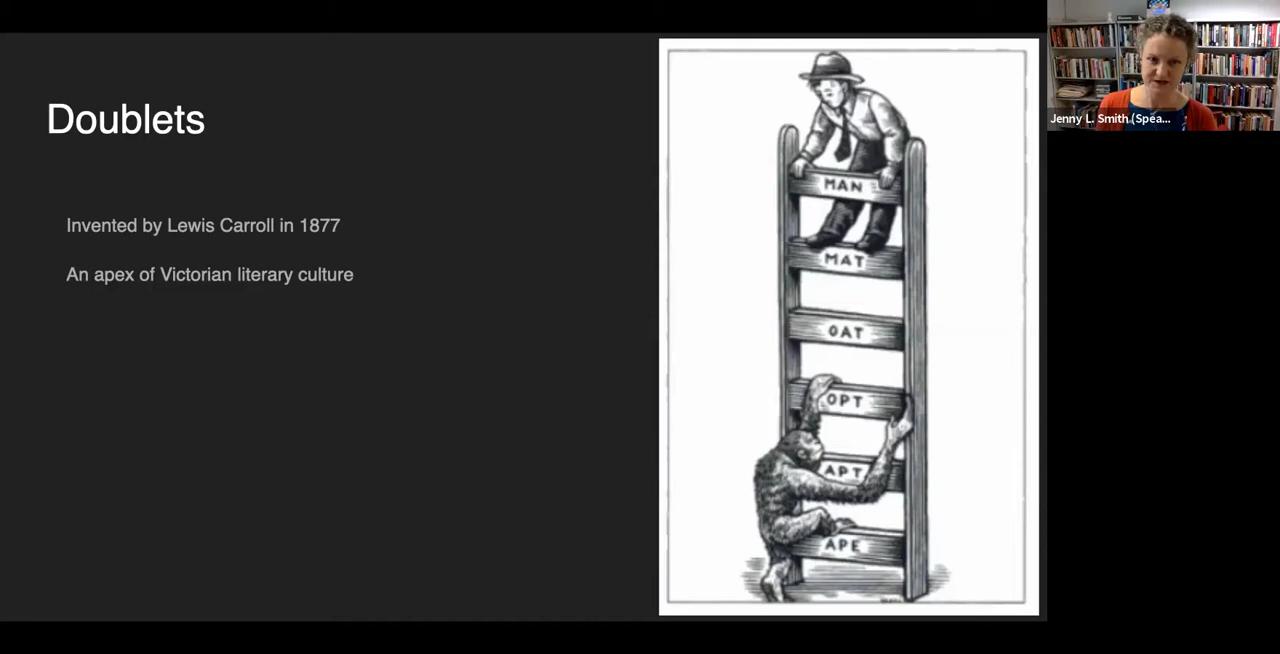 Doublets
Invented by Lewis Carroll in 1877
An apex of Victorian literary culture
MAN
MAT
OAT
OPT
APT
APE
Jenny L. Smith (Spea...